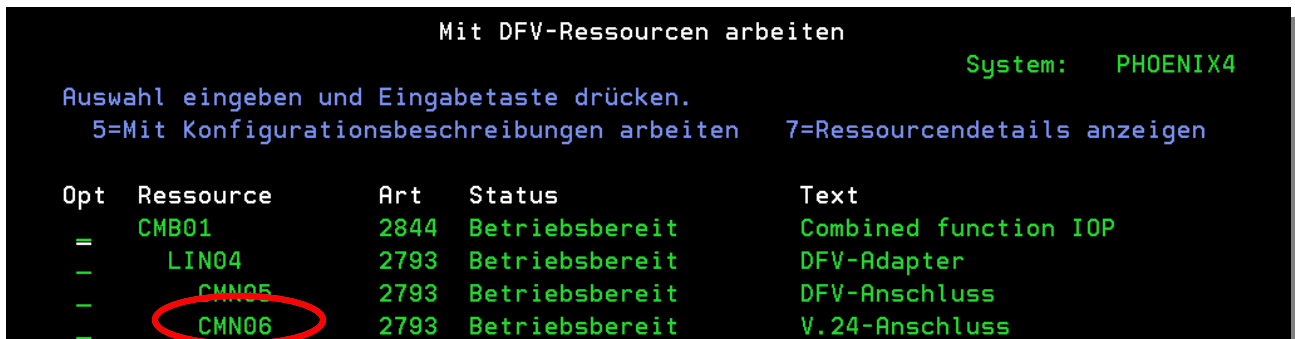 Mit DFV-Ressourcen arbeiten
System: PHOENIX4
Auswahl eingeben und Eingabetaste drücken.
5=Mit Konfigurationsbeschreibungen arbeiten 7=Ressourcendetails anzeigen
Opt Ressource Art Status Text
_ CMB01 2844 Betriebsbereit Combined function IOP
_ LIN04 2793 Betriebsbereit DFV-Adapter
_ CMN05 2793 Betriebsbereit DFV-Anschluss
_ CMN06 2793 Betriebsbereit V.24-Anschluss